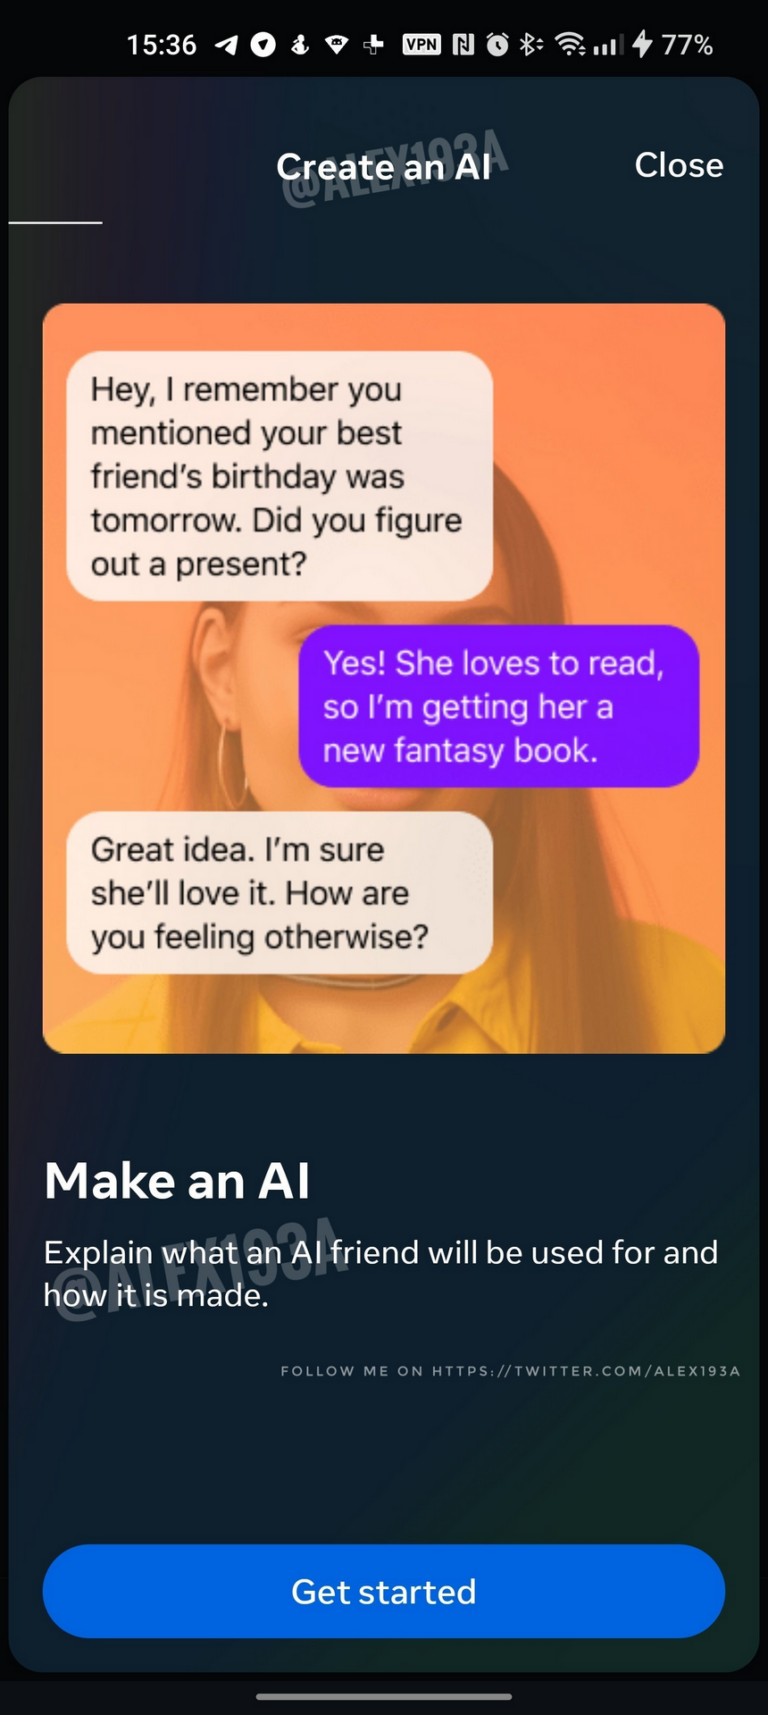 15:36 VPN 77%
Create an AI
Close
@ALEX193A
Hey, I remember you
mentioned your best
friend’s birthday was
tomorrow. Did you figure
out a present?
Yes! She loves to read,
so I’m getting her a
new fantasy book.
Great idea. I’m sure
she’ll love it. How are
you feeling otherwise?
Make an AI
Explain what an AI friend will be used for and
how it is made.
@ALEX193A
FOLLOW ME ON HTTPS://TWITTER.COM/ALEX193A
Get started